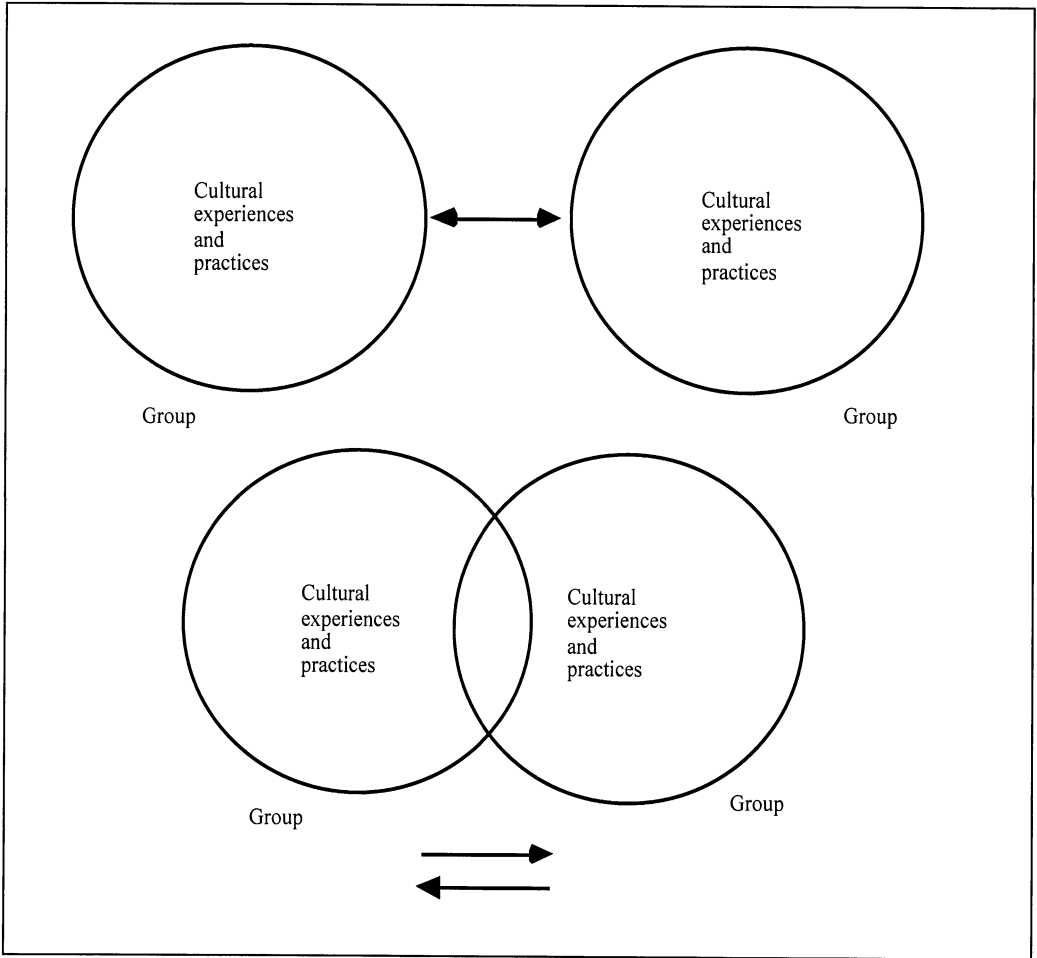 Cultural
experiences
and
practices
Cultural
experiences
and
practices
Group
Group
Cultural
experiences
and
practices
Cultural
experiences
and
practices
Group
Group